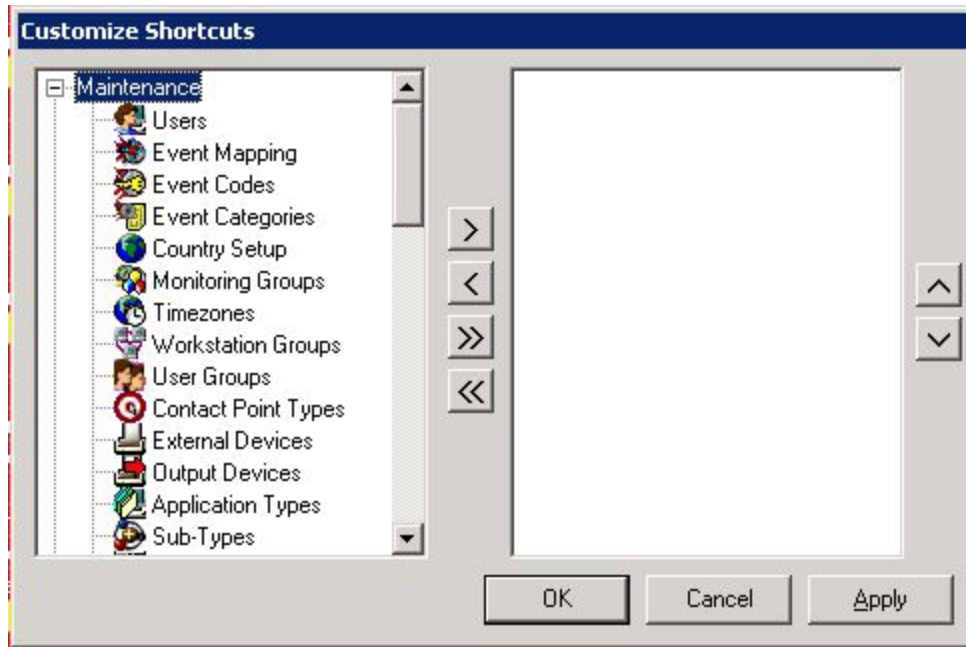 Customize Shortcuts
Maintenance
Users
Event Mapping
Event Codes
Event Categories
Country Setup
Monitoring Groups
Timezones
Workstation Groups
User Groups
Contact Point Types
External Devices
Output Devices
Application Types
Sub-Types
>
<
>>
<<
OK Cancel Apply